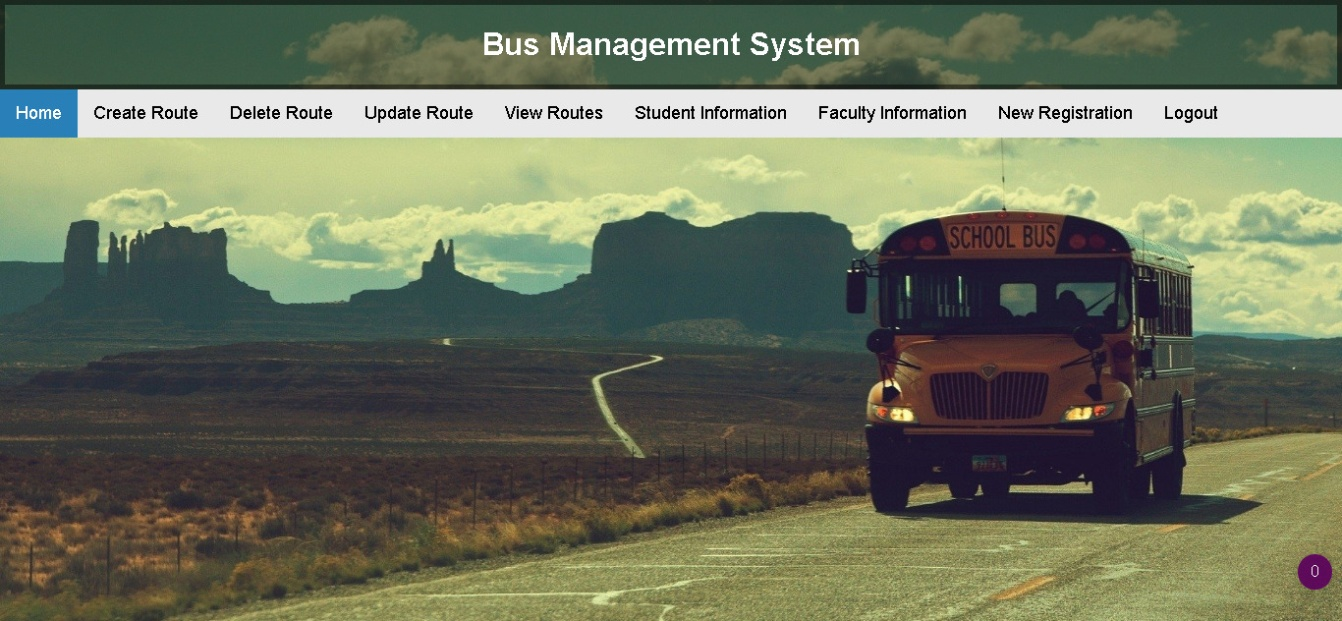 Bus Management System
Home Create Route Delete Route Update Route View Routes Student Information Faculty Information New Registration Logout
SCHOOL BUS
0